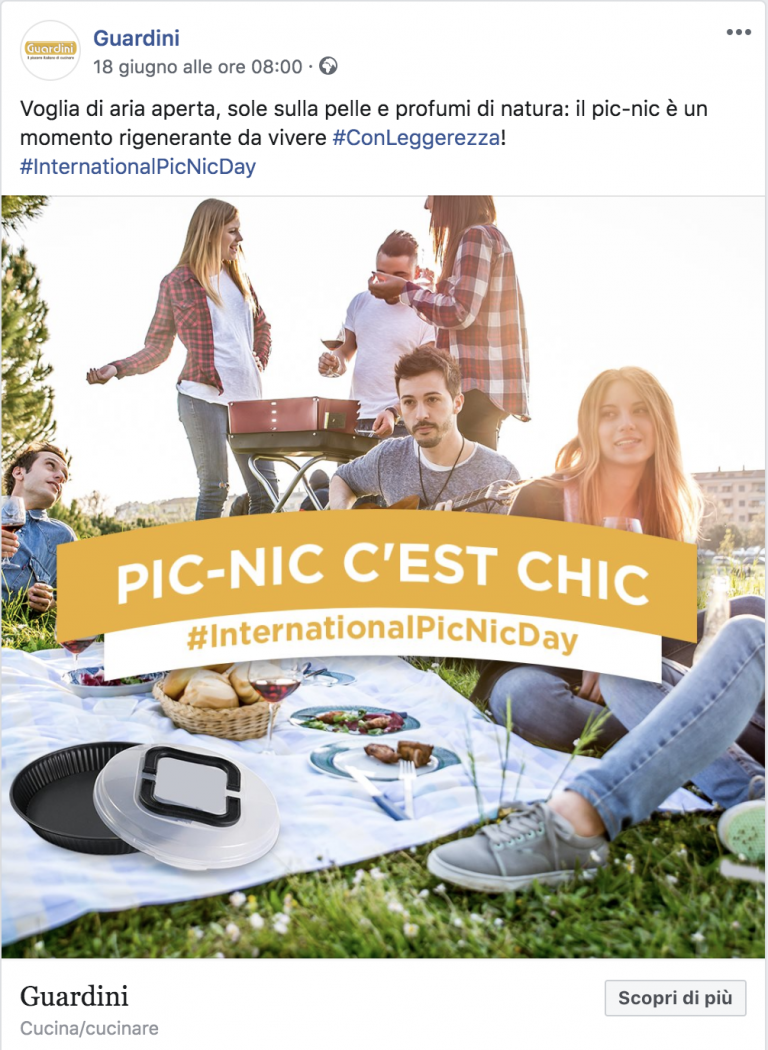 Guardini
Guardini
18 giugno alle ore 08:00 ·
Voglia di aria aperta, sole sulla pelle e profumi di natura: il pic-nic è un
momento rigenerante da vivere #ConLeggerezza!
#InternationalPicNicDay
PIC-NIC C'EST CHIC
#InternationalPicNicDay
Guardini
Scopri di più
Cucina/cucinare